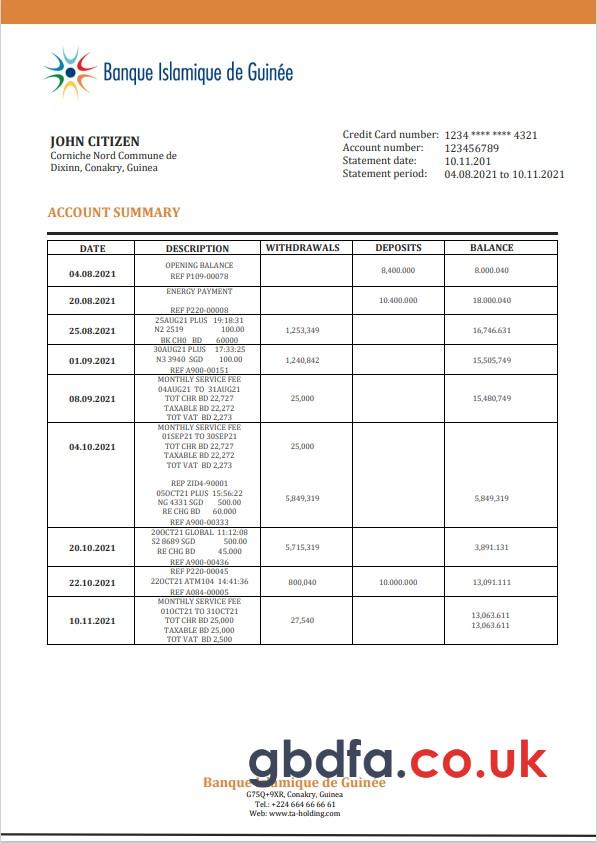 Banque Islamique de Guinée
JOHN CITIZEN
Corniche Nord Commune de
Dixinn, Conakry, Guinea
Credit Card number: 1234 **** **** 4321
Account number: 123456789
Statement date: 10.11.201
Statement period: 04.08.2021 to 10.11.2021
ACCOUNT SUMMARY
DATE DESCRIPTION WITHDRAWALS DEPOSITS BALANCE
OPENING BALANCE
04.08.2021 8,400.000 8.000.040
REF P109-00078
ENERGY PAYMENT
20.08.2021 10.400.000 18.000.040
REF P220-00008
25AUG21 PLUS 19:18:31
25.08.2021 N2 2519 100.00 1,253,349 16,746.631
BK CH0 BD 60000
30AUG21 PLUS 17:33:25
01.09.2021 N3 3940 SGD 100.00 1,240,842 15,505,749
REF A900-00151
MONTHLY SERVICE FEE
04AUG21 TO 31AUG21
08.09.2021 TOT CHR BD 22,727 25,000 15,480,749
TAXABLE BD 22,272
TOT VAT BD 2,273
MONTHLY SERVICE FEE
01SEP21 TO 30SEP21
04.10.2021 TOT CHR BD 22,727 25,000
TAXABLE BD 22,272
TOT VAT BD 2,273
REP ZID4-90001
05OCT21 PLUS 15:56:22
5,849,319 5,849,319
NG 4331 SGD 500.00
RE CHG BD 60.000
REF A900-00333
20OCT21 GLOBAL 11:12:08
S2 8689 SGD 500.00
20.10.2021 5,715,319 3,891.131
RE CHG BD 45.000
REF A900-00436
REF P220-00045
22.10.2021 22OCT21 ATM104 14:41:36 800,040 10.000.000 13,091.111
REF A084-00005
MONTHLY SERVICE FEE
01OCT21 TO 31OCT21
10.11.2021 TOT CHR BD 25,000 27,540 13,063.611
TAXABLE BD 25,000 13,063.611
TOT VAT BD 2,500
gbdfa.co.uk
Banque Islamique de Guinée
G75Q+9XR, Conakry, Guinea
Tel.: +224 664 66 66 61
Web: www.ta-holding.com